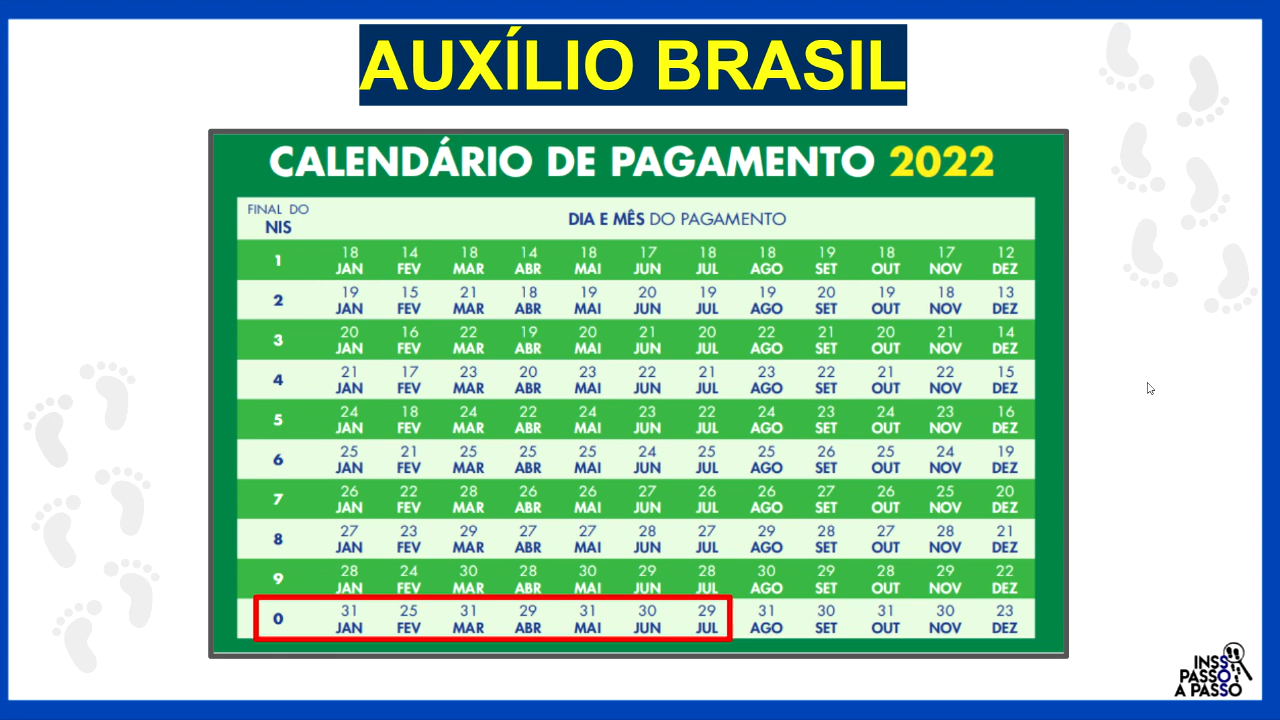 AUXÍLIO BRASIL
CALENDÁRIO DE PAGAMENTO 2022
FINAL DO
NIS
DIA E MÊS DO PAGAMENTO
1 18 JAN 14 FEV 18 MAR 14 ABR 18 MAI 17 JUN 18 JUL 18 AGO 19 SET 18 OUT 17 NOV 12 DEZ
2 19 JAN 15 FEV 21 MAR 18 ABR 19 MAI 20 JUN 19 JUL 19 AGO 20 SET 19 OUT 18 NOV 13 DEZ
3 20 JAN 16 FEV 22 MAR 19 ABR 20 MAI 21 JUN 20 JUL 22 AGO 21 SET 20 OUT 21 NOV 14 DEZ
4 21 JAN 17 FEV 23 MAR 20 ABR 23 MAI 22 JUN 21 JUL 23 AGO 22 SET 21 OUT 22 NOV 15 DEZ
5 24 JAN 18 FEV 24 MAR 22 ABR 24 MAI 23 JUN 22 JUL 24 AGO 23 SET 24 OUT 23 NOV 16 DEZ
6 25 JAN 21 FEV 25 MAR 25 ABR 25 MAI 24 JUN 25 JUL 25 AGO 26 SET 25 OUT 24 NOV 19 DEZ
7 26 JAN 22 FEV 28 MAR 26 ABR 26 MAI 27 JUN 26 JUL 26 AGO 27 SET 26 OUT 25 NOV 20 DEZ
8 27 JAN 23 FEV 29 MAR 27 ABR 27 MAI 28 JUN 27 JUL 29 AGO 28 SET 27 OUT 28 NOV 21 DEZ
9 28 JAN 24 FEV 30 MAR 28 ABR 30 MAI 29 JUN 28 JUL 30 AGO 29 SET 28 OUT 29 NOV 22 DEZ
0 31 JAN 25 FEV 31 MAR 29 ABR 31 MAI 30 JUN 29 JUL 31 AGO 30 SET 31 OUT 30 NOV 23 DEZ
INSS
PASSO
A PASSO